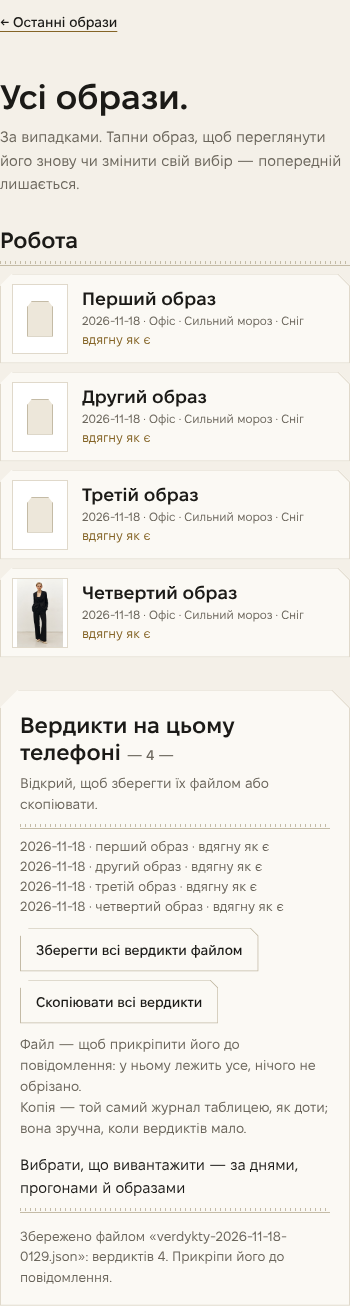 ← Останні образи
Усі образи.
За випадками. Тапни образ, щоб переглянути
його знову чи змінити свій вибір — попередній
лишається.
Робота
Перший образ
2026-11-18 · Офіс · Сильний мороз · Сніг
вдягну як є
Другий образ
2026-11-18 · Офіс · Сильний мороз · Сніг
вдягну як є
Третій образ
2026-11-18 · Офіс · Сильний мороз · Сніг
вдягну як є
Четвертий образ
2026-11-18 · Офіс · Сильний мороз · Сніг
вдягну як є
Вердикти на цьому
телефоні — 4 —
Відкрий, щоб зберегти їх файлом або
скопіювати.
2026-11-18 · перший образ · вдягну як є
2026-11-18 · другий образ · вдягну як є
2026-11-18 · третій образ · вдягну як є
2026-11-18 · четвертий образ · вдягну як є
Зберегти всі вердикти файлом
Скопіювати всі вердикти
Файл — щоб прикріпити його до
повідомлення: у ньому лежить усе, нічого не
обрізано.
Копія — той самий журнал таблицею, як доти;
вона зручна, коли вердиктів мало.
Вибрати, що вивантажити — за днями,
прогонами й образами
Збережено файлом «verdykty-2026-11-18-
0129.json»: вердиктів 4. Прикріпи його до
повідомлення.